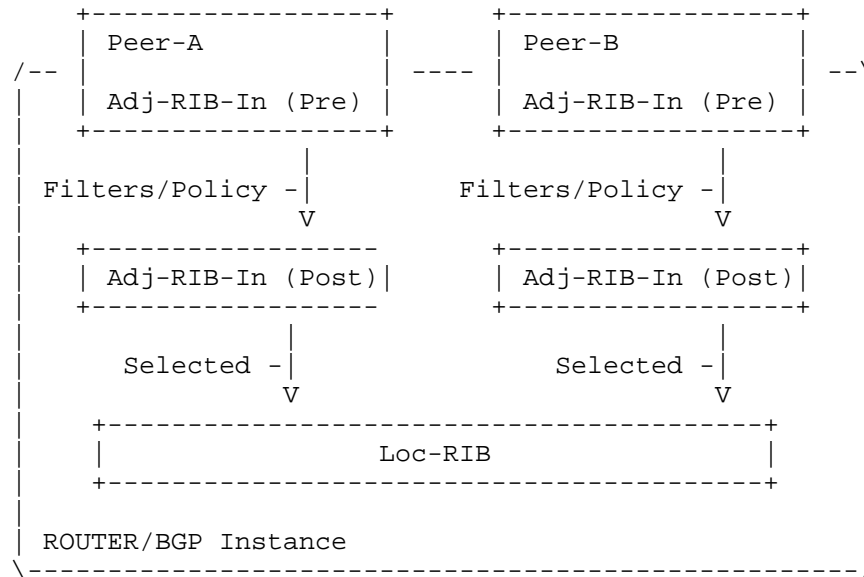 Peer-A Peer-B
Adj-RIB-In (Pre) Adj-RIB-In (Pre)
Filters/Policy - Filters/Policy -
V V
Adj-RIB-In (Post) Adj-RIB-In (Post)
Selected - Selected -
V V
Loc-RIB
ROUTER/BGP Instance